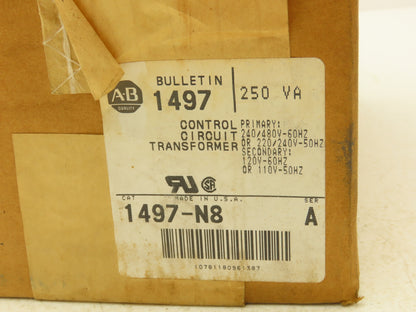 A-B
QUALITY
BULLETIN
1497
250 VA
CONTROL
CIRCUIT
TRANSFORMER
PRIMARY:
240/480V-60HZ
OR 220/240V-50HZ
SECONDARY:
120V-60HZ
OR 110V-50HZ
MADE IN U.S.A.
CAT
1497-N8
SER
A